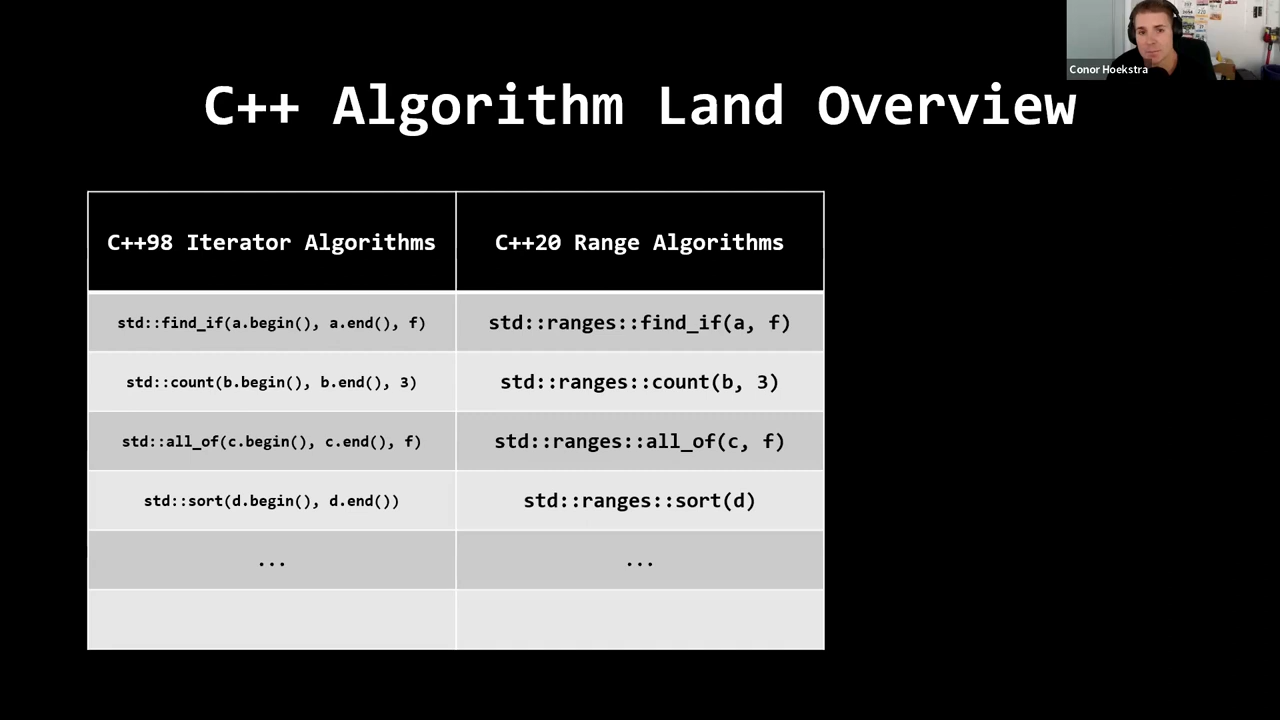 Conor Hoekstra
C++ Algorithm Land Overview
C++98 Iterator Algorithms
C++20 Range Algorithms
std::find_if(a.begin(), a.end(), f)
std::ranges::find_if(a, f)
std::count(b.begin(), b.end(), 3)
std::ranges::count(b, 3)
std::all_of(c.begin(), c.end(), f)
std::ranges::all_of(c, f)
std::sort(d.begin(), d.end())
std::ranges::sort(d)
...
...